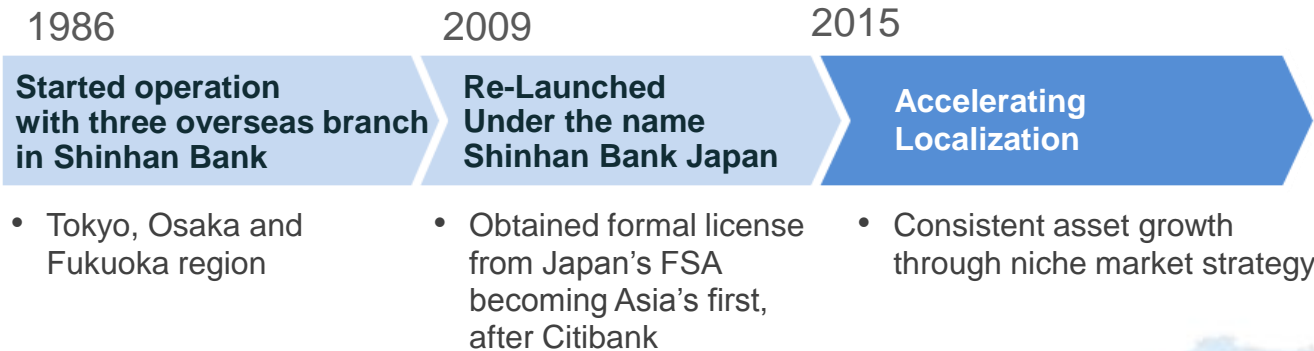 1986
Started operation
with three overseas branch
in Shinhan Bank
• Tokyo, Osaka and
Fukuoka region
2009
Re-Launched
Under the name
Shinhan Bank Japan
• Obtained formal license
from Japan’s FSA
becoming Asia’s first,
after Citibank
2015
Accelerating
Localization
• Consistent asset growth
through niche market strategy